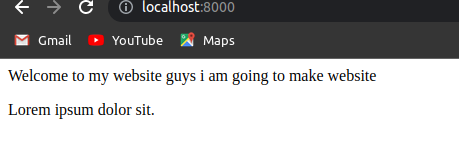 localhost:8000
Gmail YouTube Maps
Welcome to my website guys i am going to make website
Lorem ipsum dolor sit.